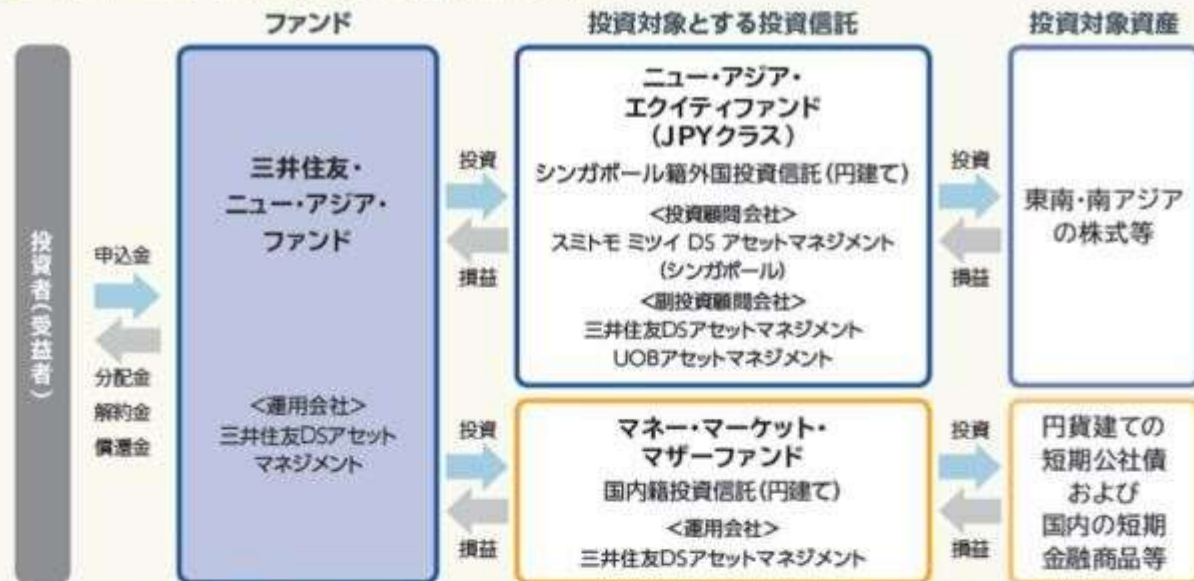 ファンド
投資対象とする投資信託
投資対象資産
投資者(受益者)
申込金
分配金
解約金
償還金
三井住友・
ニュー・アジア・
ファンド
<運用会社>
三井住友DSアセット
マネジメント
投資
損益
ニュー・アジア・
エクイティファンド
(JPYクラス)
シンガポール籍外国投資信託(円建て)
<投資顧問会社>
スミトモ ミツイ DS アセットマネジメント
(シンガポール)
<副投資顧問会社>
三井住友DSアセットマネジメント
UOBアセットマネジメント
投資
損益
東南・南アジア
の株式等
投資
損益
マネー・マーケット・
マザーファンド
国内籍投資信託(円建て)
<運用会社>
三井住友DSアセットマネジメント
投資
損益
円貨建ての
短期公社債
および
国内の短期
金融商品等